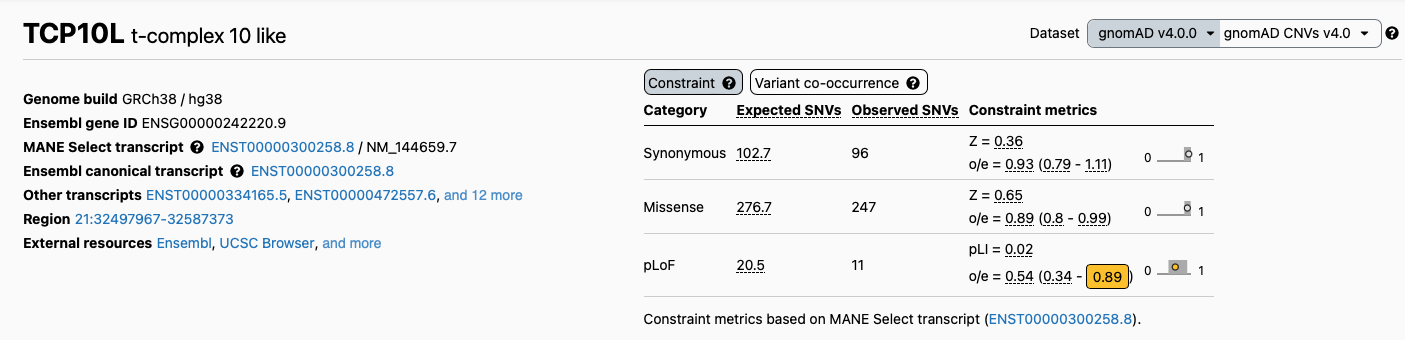 TCP10L t-complex 10 like
Dataset gnomAD v4.0.0 gnomAD CNVs v4.0 ?
Genome build GRCh38 / hg38
Ensembl gene ID ENSG00000242220.9
MANE Select transcript ? ENST00000300258.8 / NM_144659.7
Ensembl canonical transcript ? ENST00000300258.8
Other transcripts ENST00000334165.5, ENST00000472557.6, and 12 more
Region 21:32497967-32587373
External resources Ensembl, UCSC Browser, and more
Constraint ? Variant co-occurrence ?
Category Expected SNVs Observed SNVs Constraint metrics
Synonymous 102.7 96 Z = 0.36
o/e = 0.93 (0.79 - 1.11) 0 1
Missense 276.7 247 Z = 0.65
o/e = 0.89 (0.8 - 0.99) 0 1
pLoF 20.5 11 pLI = 0.02
o/e = 0.54 (0.34 - 0.89) 0 1
Constraint metrics based on MANE Select transcript (ENST00000300258.8).